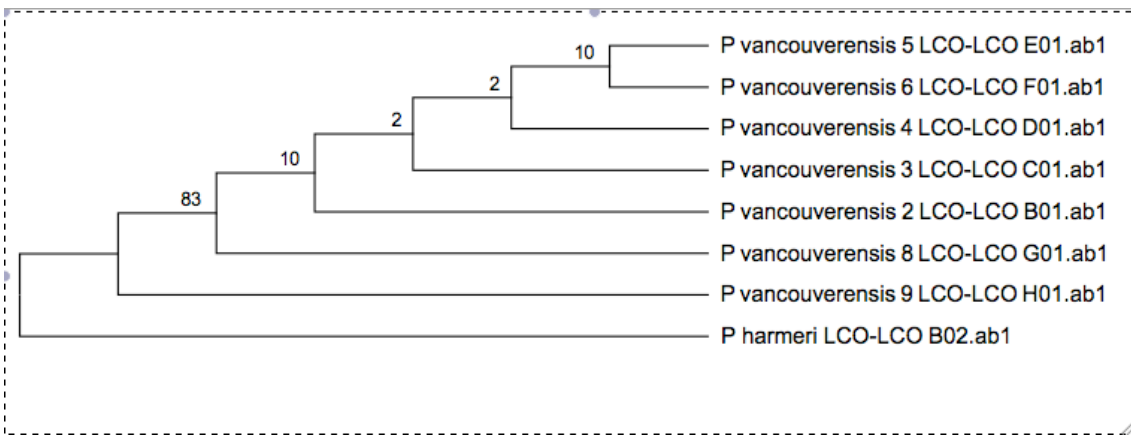 P vancouverensis 5 LCO-LCO E01.ab1
10
P vancouverensis 6 LCO-LCO F01.ab1
2
P vancouverensis 4 LCO-LCO D01.ab1
2
P vancouverensis 3 LCO-LCO C01.ab1
10
P vancouverensis 2 LCO-LCO B01.ab1
83
P vancouverensis 8 LCO-LCO G01.ab1
P vancouverensis 9 LCO-LCO H01.ab1
P harmeri LCO-LCO B02.ab1